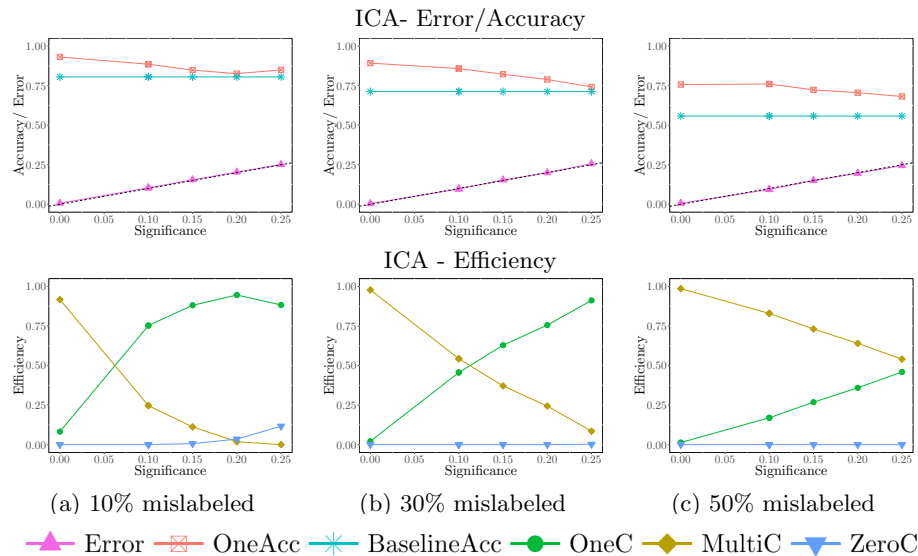 ICA- Error/Accuracy
Accuracy/ Error
1.00
0.75
0.50
0.25
0.00
0.00 0.05 0.10 0.15 0.20 0.25
Significance
Accuracy/ Error
1.00
0.75
0.50
0.25
0.00
0.00 0.05 0.10 0.15 0.20 0.25
Significance
Accuracy/ Error
1.00
0.75
0.50
0.25
0.00
0.00 0.05 0.10 0.15 0.20 0.25
Significance
ICA - Efficiency
Efficiency
1.00
0.75
0.50
0.25
0.00
0.00 0.05 0.10 0.15 0.20 0.25
Significance
(a) 10% mislabeled
Efficiency
1.00
0.75
0.50
0.25
0.00
0.00 0.05 0.10 0.15 0.20 0.25
Significance
(b) 30% mislabeled
Efficiency
1.00
0.75
0.50
0.25
0.00
0.00 0.05 0.10 0.15 0.20 0.25
Significance
(c) 50% mislabeled
Error OneAcc BaselineAcc OneC MultiC ZeroC